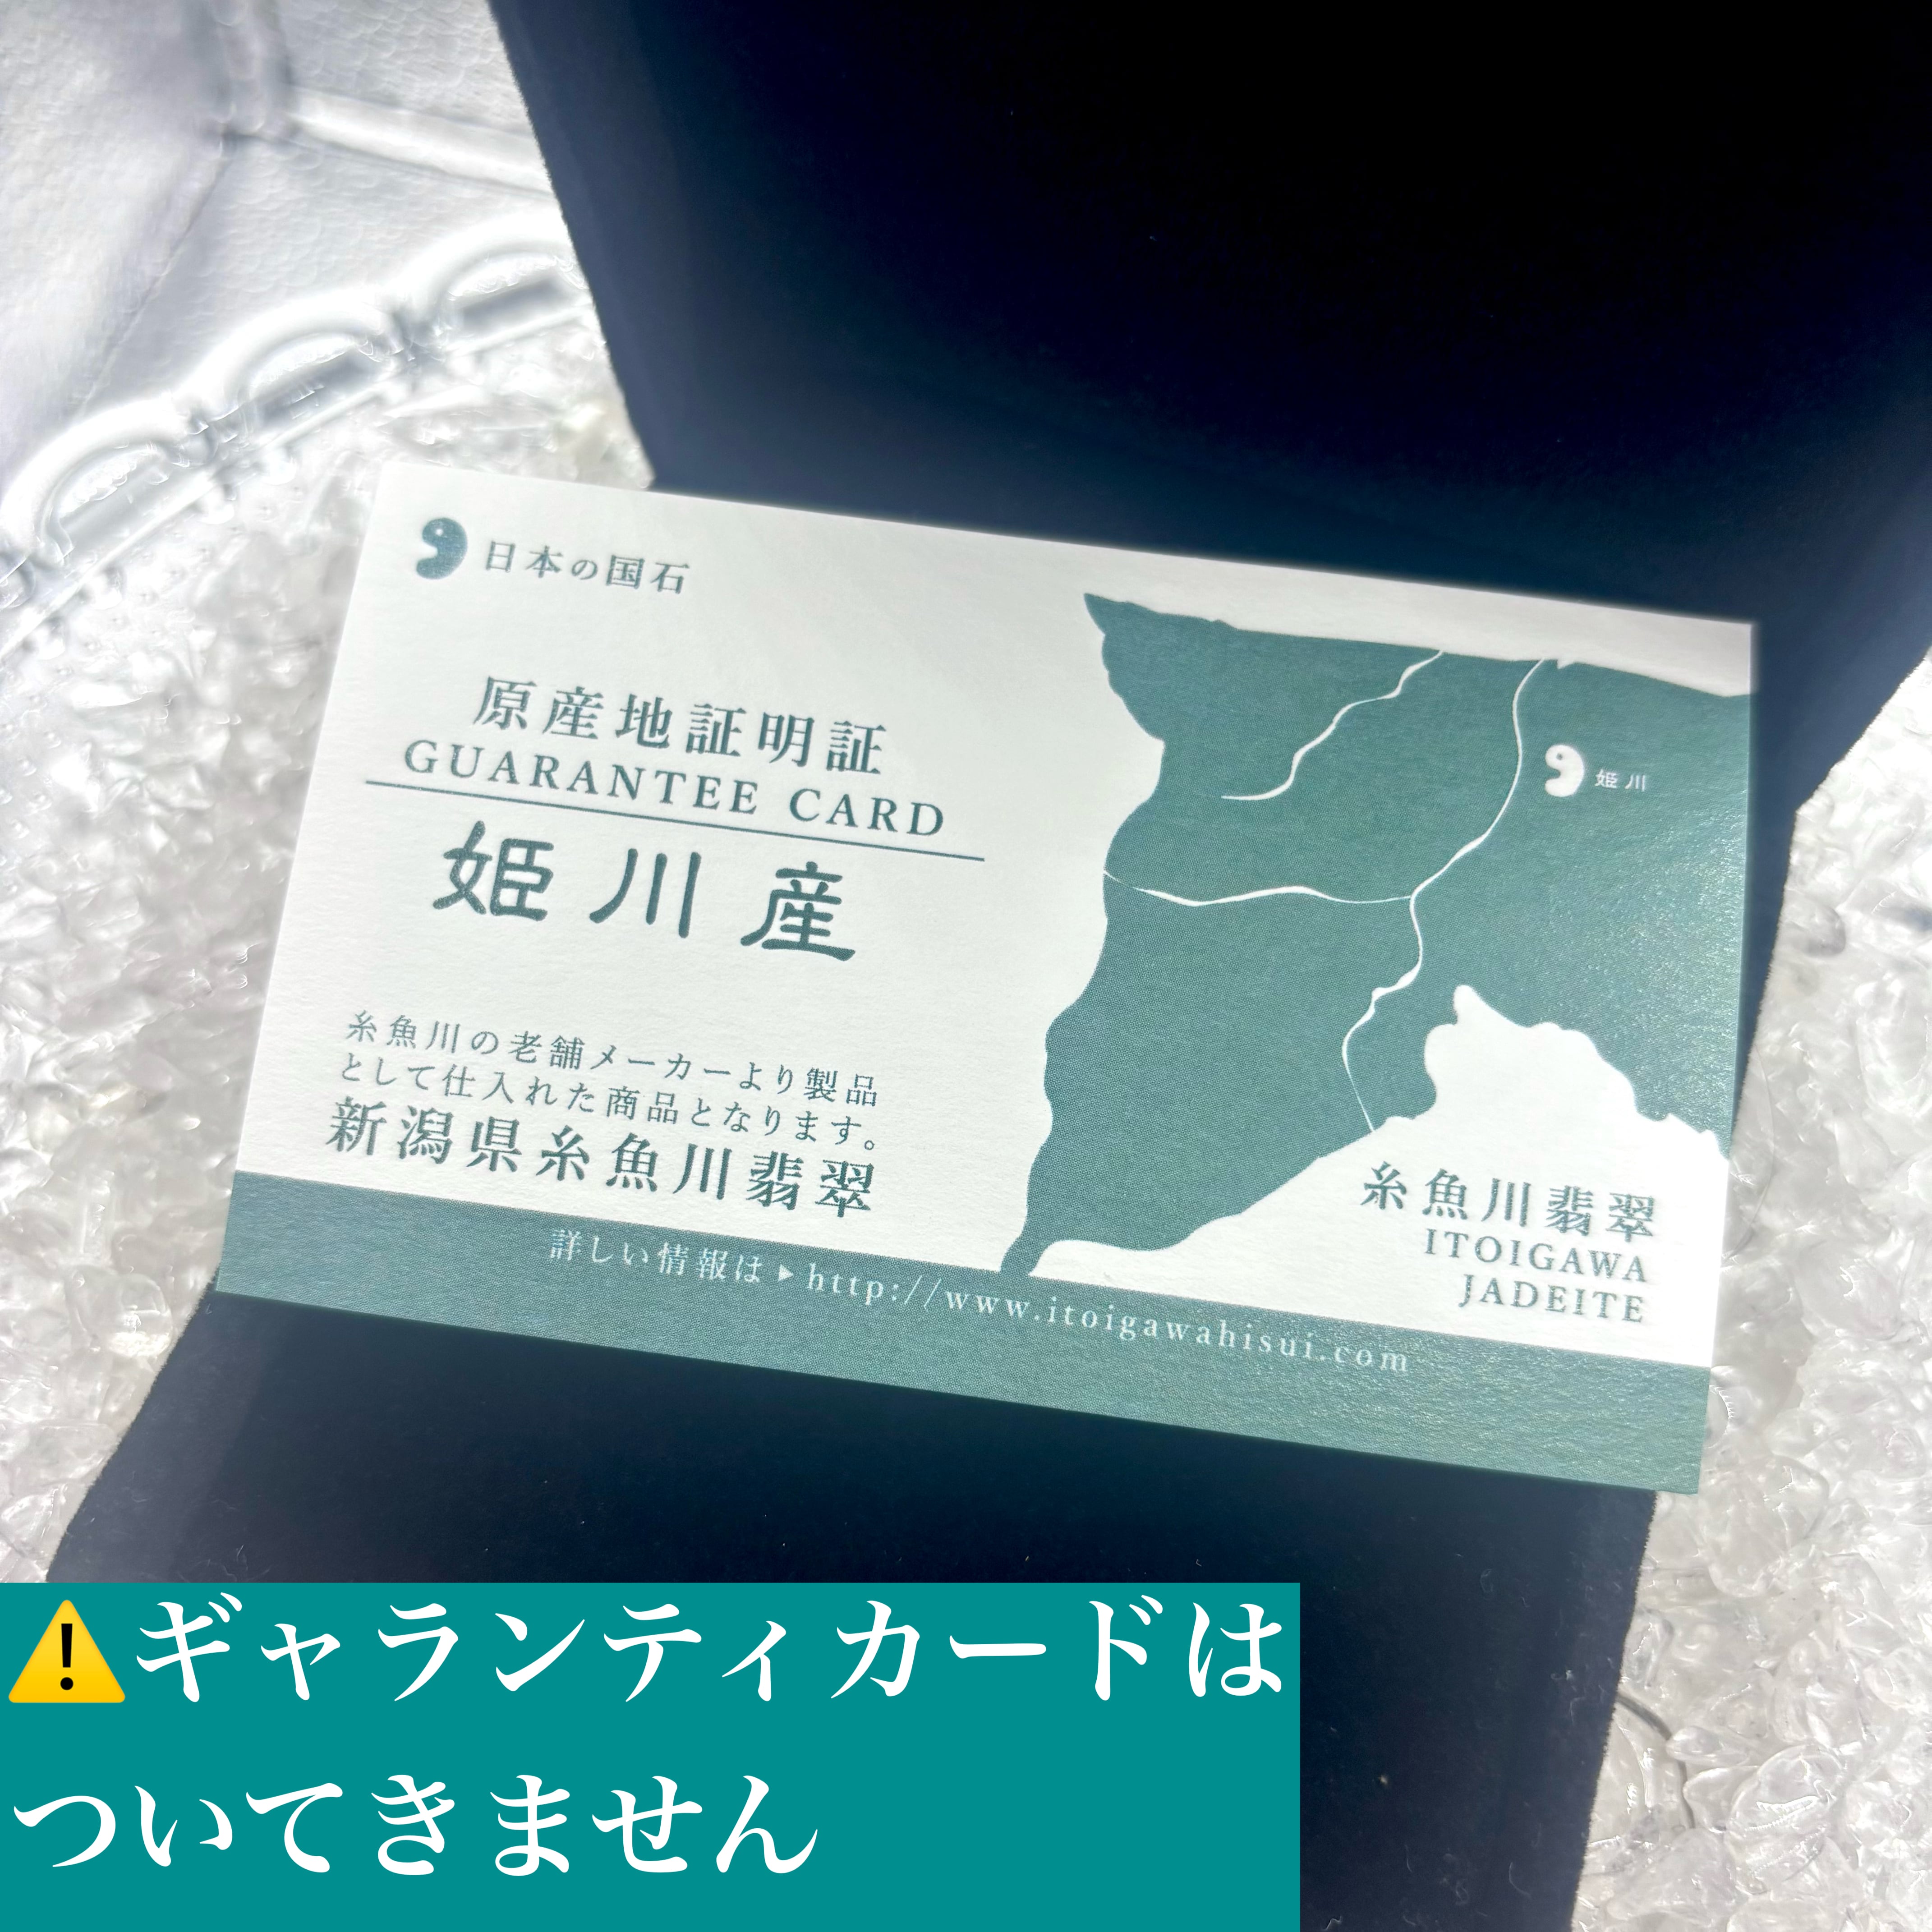 日本の国石
原産地証明証
GUARANTEE CARD
姫川産
糸魚川の老舗メーカーより製品
として仕入れた商品となります。
新潟県糸魚川翡翠
姫川
糸魚川翡翠
ITOIGAWA
JADEITE
詳しい情報は▶http://www.itoigawahisui.com
⚠️ギャランティカードは
ついてきません